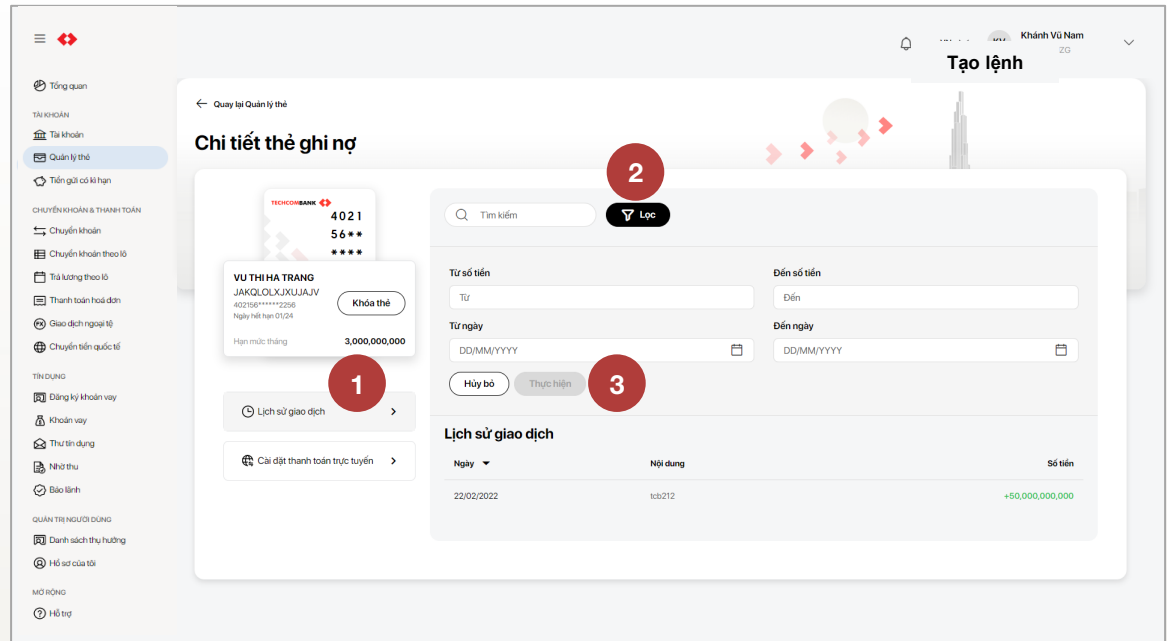 Khánh Vũ Nam
KV
ZG
Tạo lệnh
Tổng quan
TÀI KHOẢN
Tài khoản
Quản lý thẻ
Tiền gửi có kì hạn
CHUYỂN KHOẢN & THANH TOÁN
Chuyển khoản
Chuyển khoản theo lô
Trả lương theo lô
Thanh toán hoá đơn
FX Giao dịch ngoại tệ
Chuyển tiền quốc tế
TÍN DỤNG
Đăng ký khoản vay
Khoản vay
Thư tín dụng
Nhờ thu
Bảo lãnh
QUẢN TRỊ NGƯỜI DÙNG
Danh sách thụ hưởng
Hồ sơ của tôi
MỞ RỘNG
Hỗ trợ
Quay lại Quản lý thẻ
Chi tiết thẻ ghi nợ
TECHCOMBANK
4021
56**
****
VU THI HA TRANG
JAKQLOLXJXUJAJV
402156******2256
Ngày hết hạn 01/24
Khóa thẻ
Hạn mức tháng 3,000,000,000
1
Lịch sử giao dịch
Cài đặt thanh toán trực tuyến
2
Tìm kiếm
Lọc
Từ số tiền Đến số tiền
Từ Đến
Từ ngày Đến ngày
DD/MM/YYYY DD/MM/YYYY
Hủy bỏ Thực hiện 3
Lịch sử giao dịch
Ngày Nội dung Số tiền
22/02/2022 tcb212 +50,000,000,000